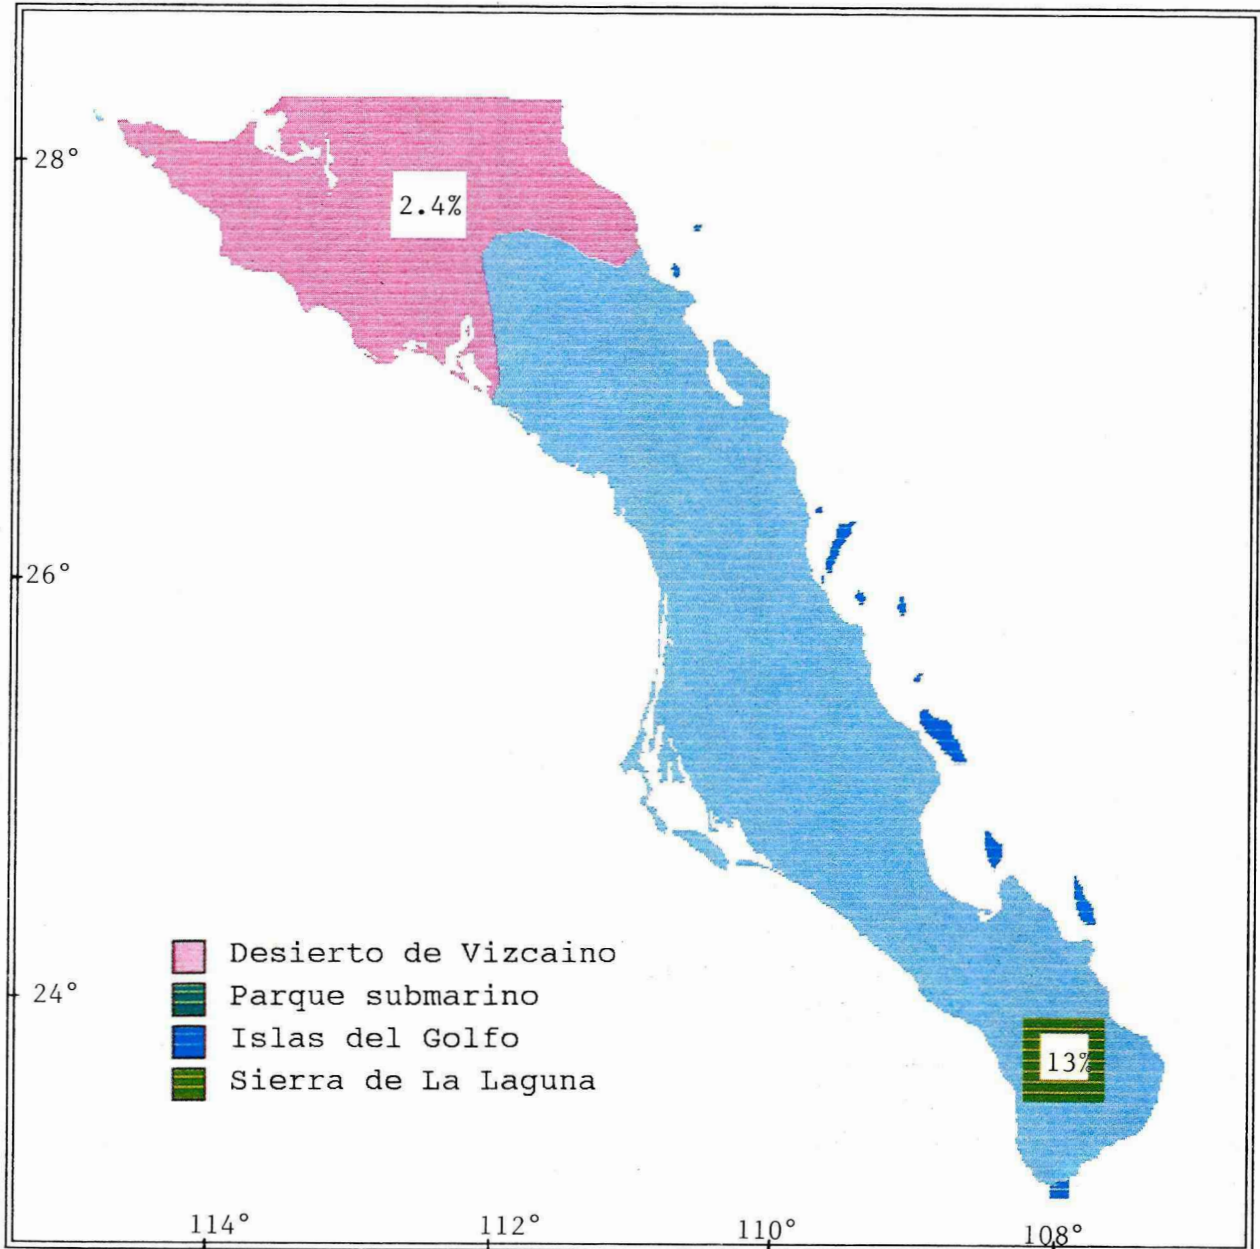 28°
2.4%
26°
Desierto de Vizcaino
Parque submarino
24°
Islas del Golfo
Sierra de La Laguna
13%
114°
112°
110°
108°